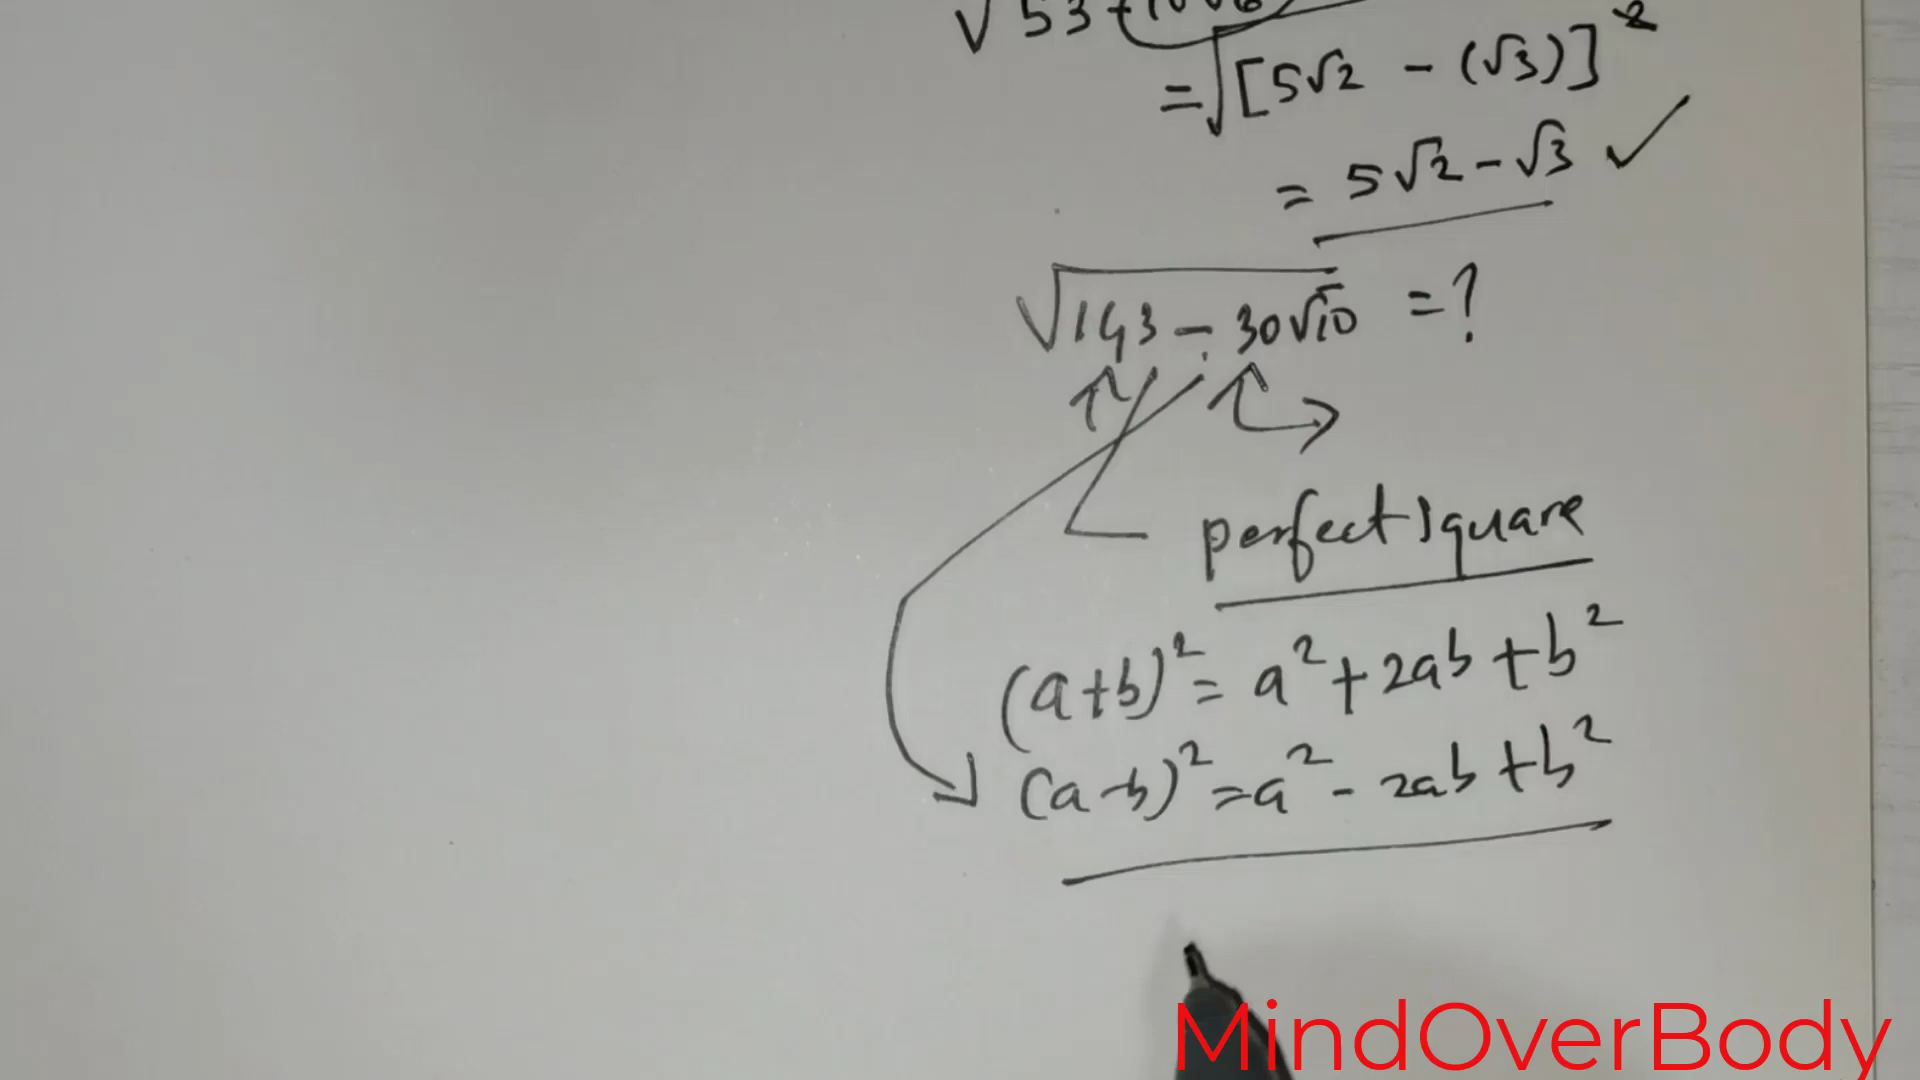 = √[5√2 - (√3)]²
= 5√2 - √3 ✓
√143 - 30√10 = ?
perfect square
(a+b)² = a² + 2ab + b²
(a-b)² = a² - 2ab + b²
MindOverBody